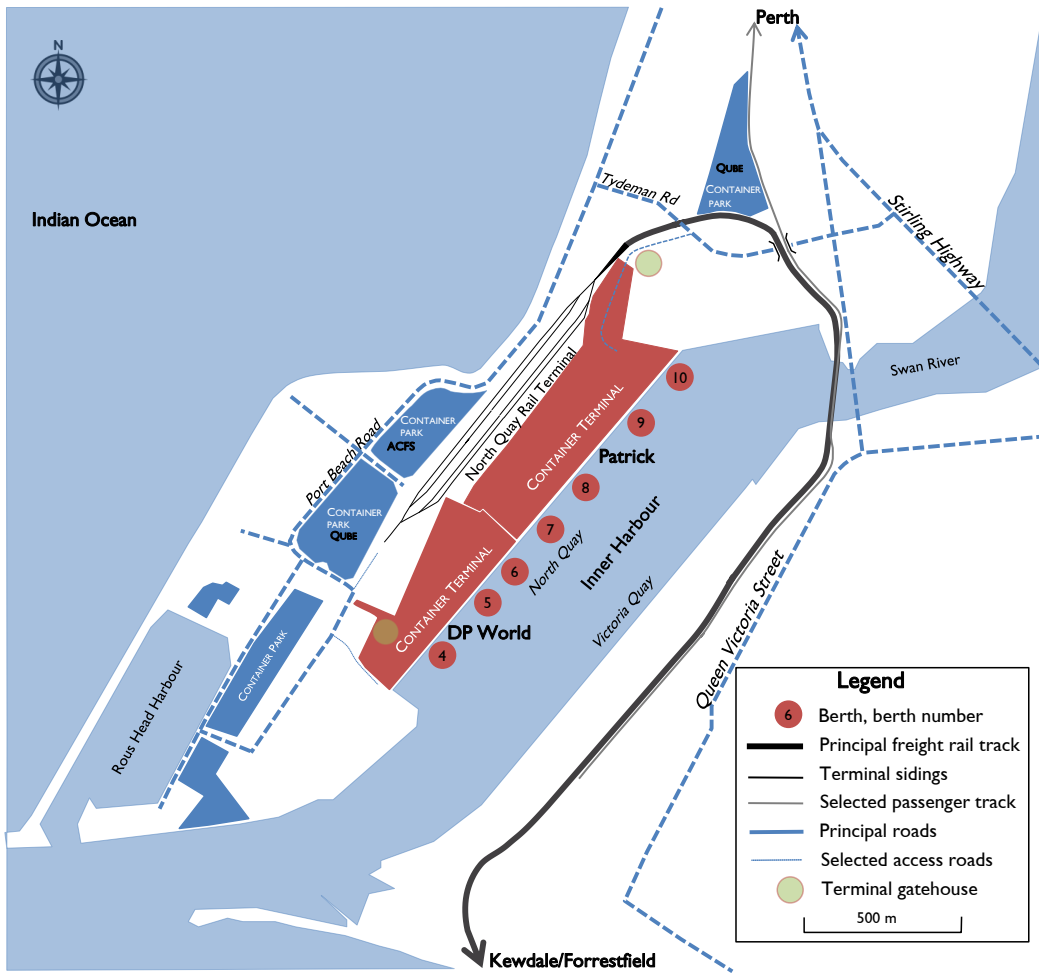 Perth
N
Indian Ocean
QUBE
CONTAINER
PARK
Tydeman Rd
Stirling Highway
Swan River
North Quay Rail Terminal
CONTAINER TERMINAL
10
9
Patrick
8
7
6
5
4
North Quay
Inner Harbour
Victoria Quay
CONTAINER
PARK
ACFS
Port Beach Road
CONTAINER
PARK
QUBE
CONTAINER TERMINAL
DP World
CONTAINER PARK
Rous Head Harbour
Queen Victoria Street
Kewdale/Forrestfield
Legend
6 Berth, berth number
Principal freight rail track
Terminal sidings
Selected passenger track
Principal roads
Selected access roads
Terminal gatehouse
500 m